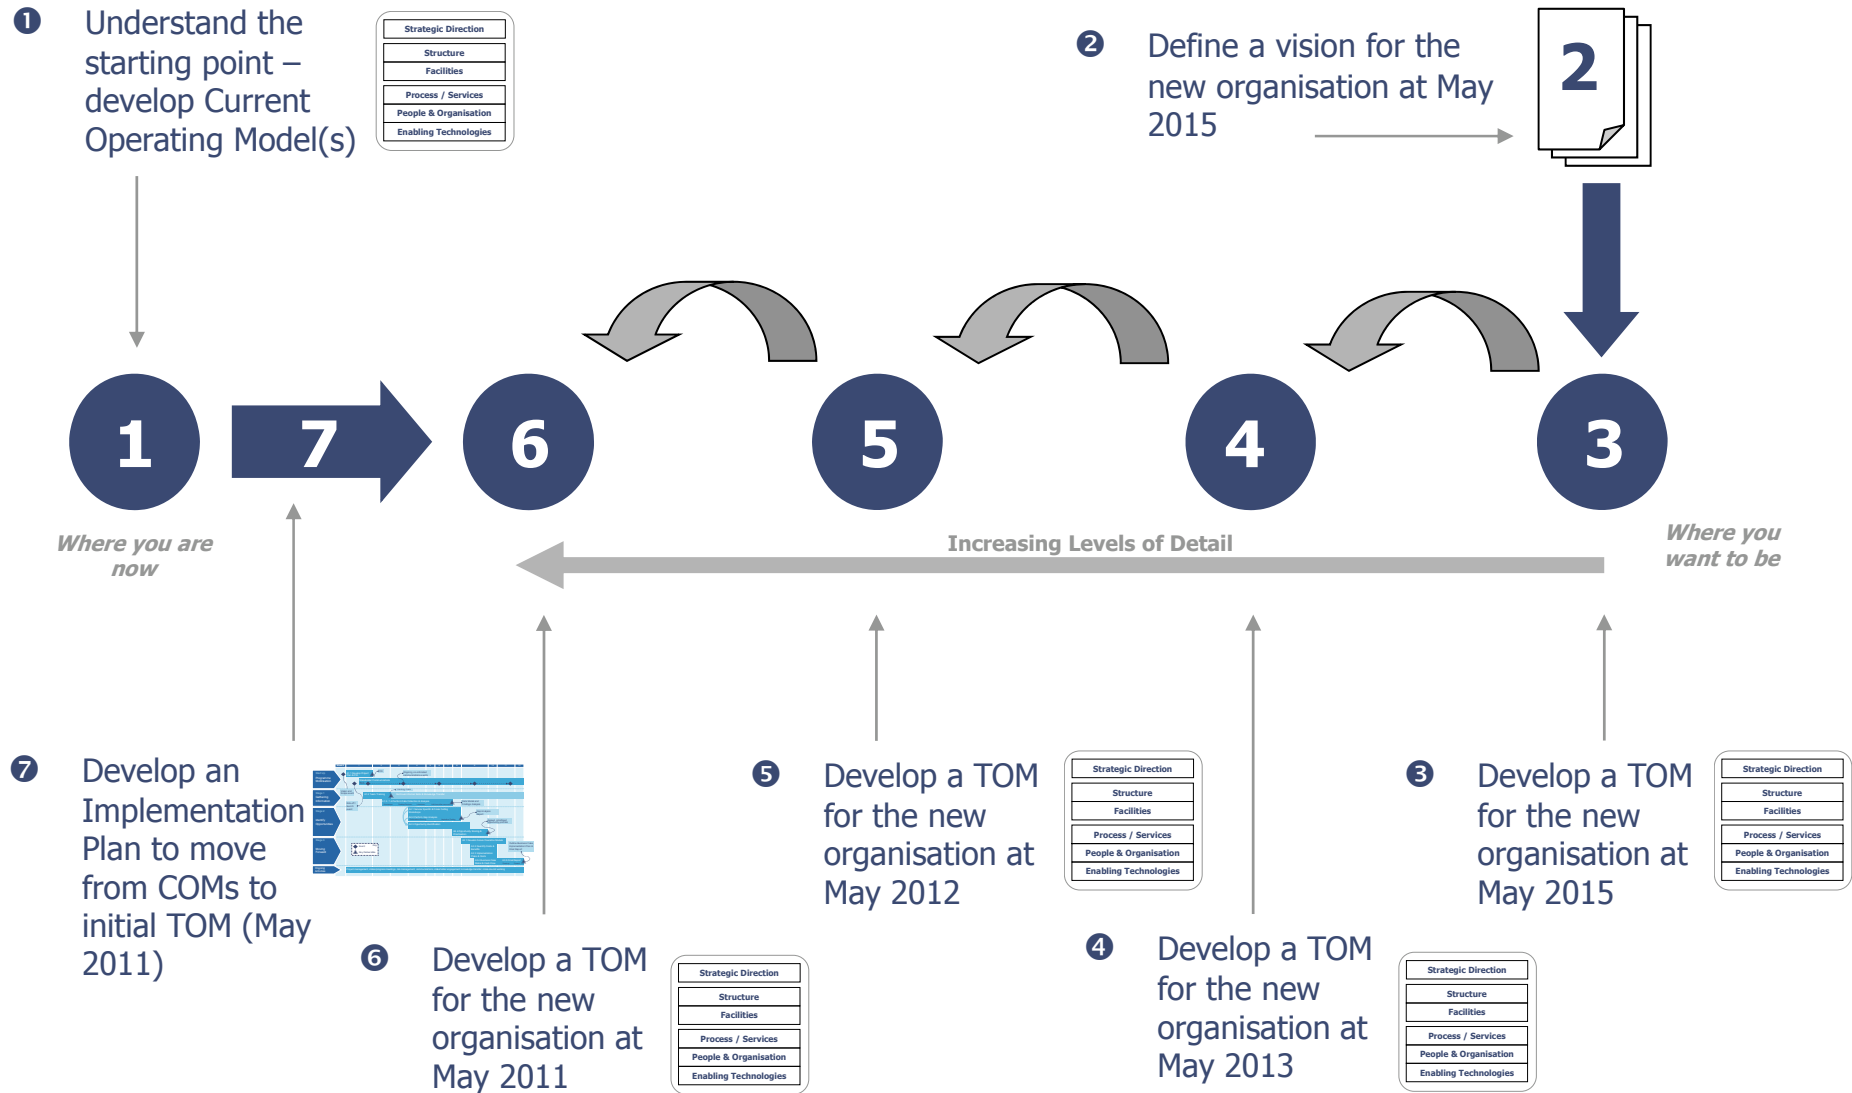 ❶ Understand the
starting point –
develop Current
Operating Model(s)
Strategic Direction
Structure
Facilities
Process / Services
People & Organisation
Enabling Technologies
❷ Define a vision for the
new organisation at May
2015
2
1
7
6
5
4
3
Where you are
now
Increasing Levels of Detail
Where you
want to be
❼ Develop an
Implementation
Plan to move
from COMs to
initial TOM (May
2011)
❻ Develop a TOM
for the new
organisation at
May 2011
Strategic Direction
Structure
Facilities
Process / Services
People & Organisation
Enabling Technologies
❺ Develop a TOM
for the new
organisation at
May 2012
Strategic Direction
Structure
Facilities
Process / Services
People & Organisation
Enabling Technologies
❹ Develop a TOM
for the new
organisation at
May 2013
Strategic Direction
Structure
Facilities
Process / Services
People & Organisation
Enabling Technologies
❸ Develop a TOM
for the new
organisation at
May 2015
Strategic Direction
Structure
Facilities
Process / Services
People & Organisation
Enabling Technologies